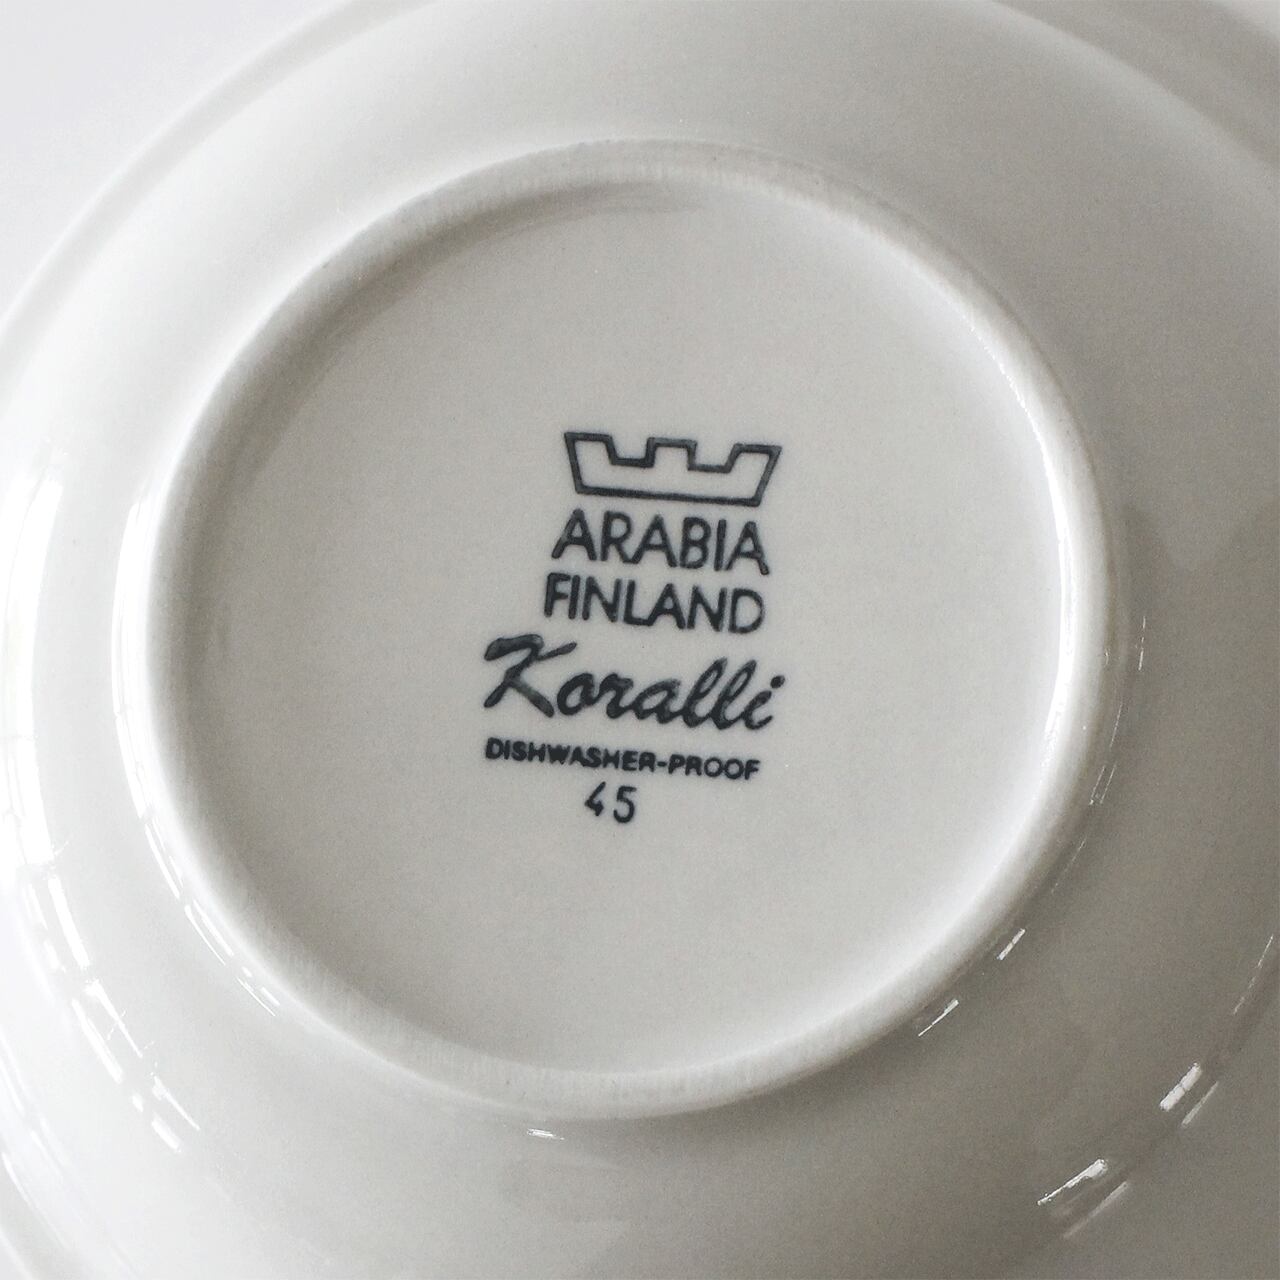 ARABIA
FINLAND
Koralli
DISHWASHER-PROOF
45